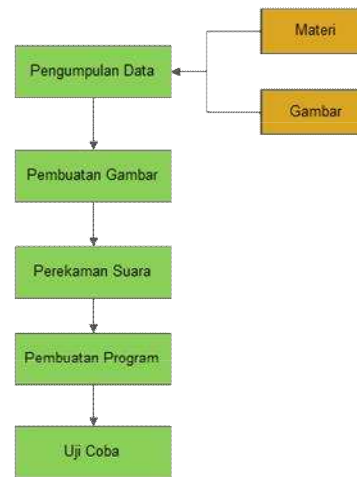 Materi
Pengumpulan Data
Gambar
Pembuatan Gambar
Perekaman Suara
Pembuatan Program
Uji Coba